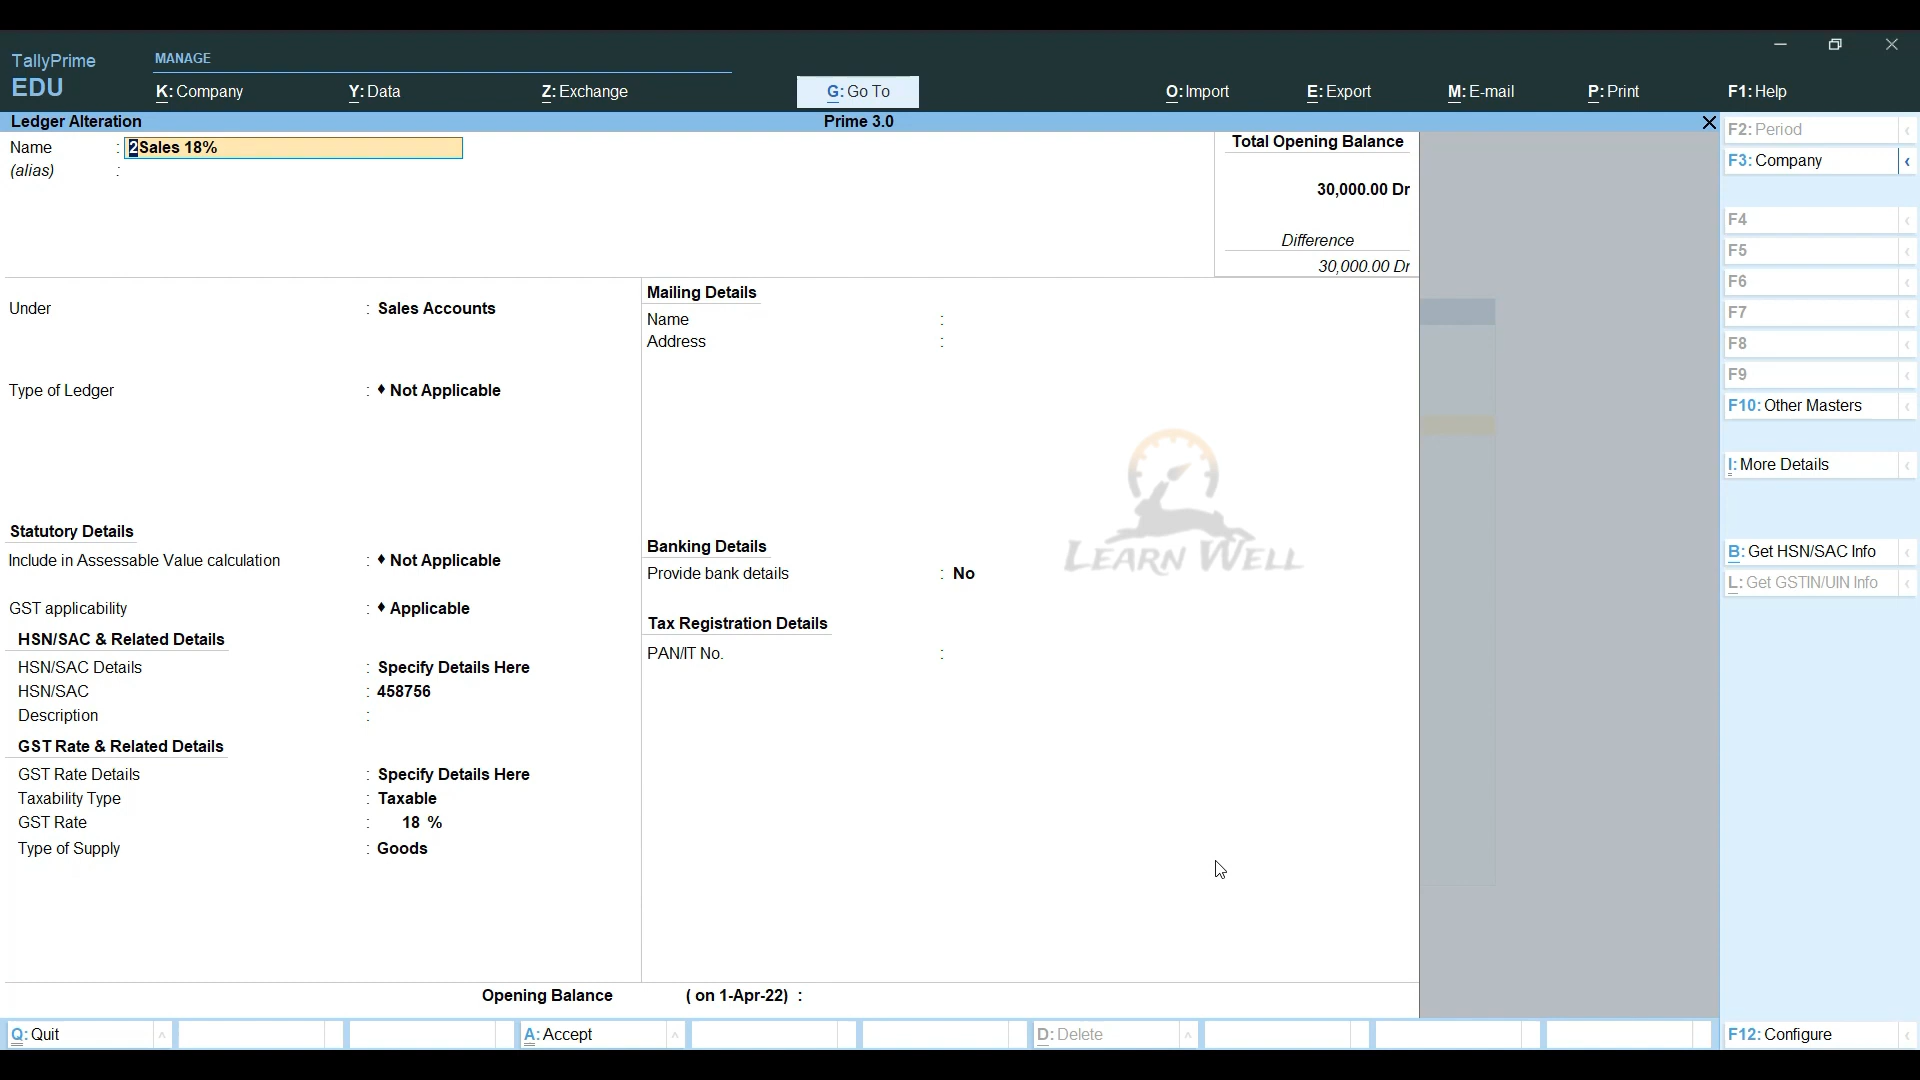 TallyPrime
EDU
MANAGE
K: Company
Y: Data
Z: Exchange
G: Go To
O: Import
E: Export
M: E-mail
P: Print
F1: Help
Ledger Alteration
Prime 3.0
Name : 2Sales 18%
(alias) :
Total Opening Balance
30,000.00 Dr
Difference
30,000.00 Dr
Under : Sales Accounts
Type of Ledger : ♦ Not Applicable
Statutory Details
Include in Assessable Value calculation : ♦ Not Applicable
GST applicability : ♦ Applicable
HSN/SAC & Related Details
HSN/SAC Details : Specify Details Here
HSN/SAC : 458756
Description :
GST Rate & Related Details
GST Rate Details : Specify Details Here
Taxability Type : Taxable
GST Rate : 18 %
Type of Supply : Goods
Mailing Details
Name :
Address :
LEARN WELL
Banking Details
Provide bank details : No
Tax Registration Details
PAN/IT No. :
Opening Balance ( on 1-Apr-22) :
F2: Period
F3: Company
F4
F5
F6
F7
F8
F9
F10: Other Masters
I: More Details
B: Get HSN/SAC Info
L: Get GSTIN/UIN Info
Q: Quit
A: Accept
D: Delete
F12: Configure